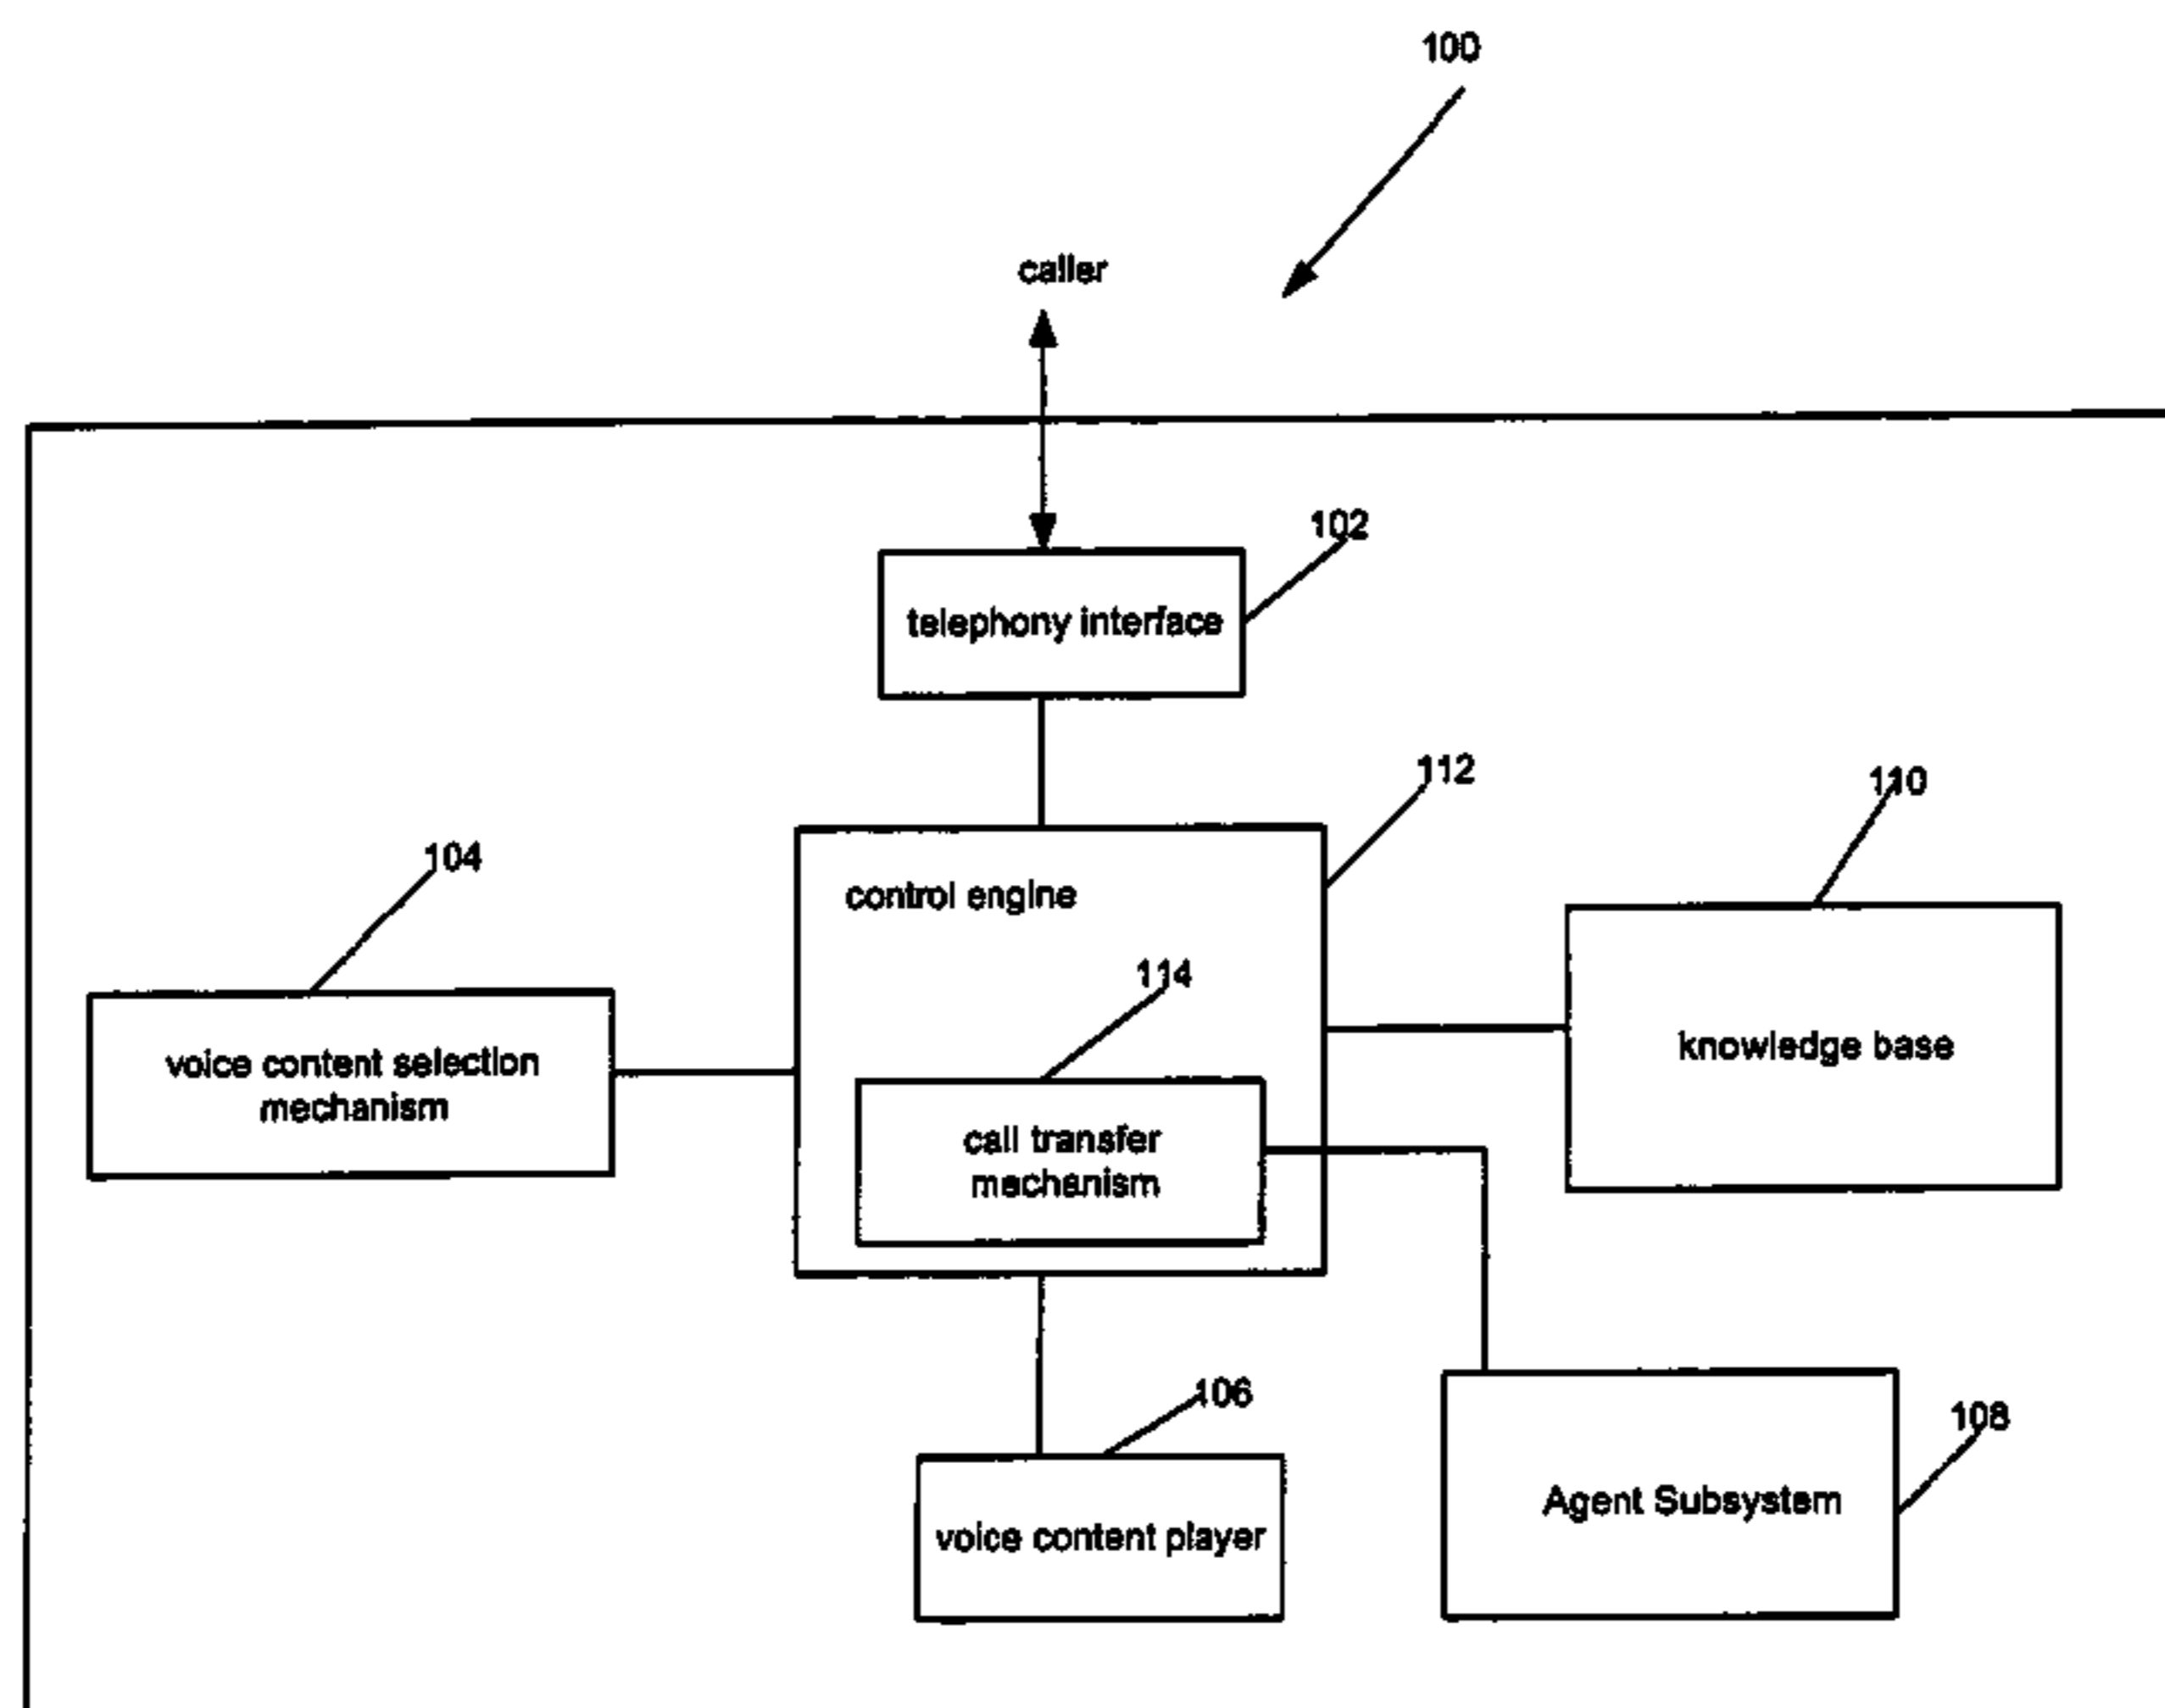 100
caller
102
telephony interface
112
110
104
control engine
114
knowledge base
voice content selection
mechanism
call transfer
mechanism
106
108
Agent Subsystem
voice content player